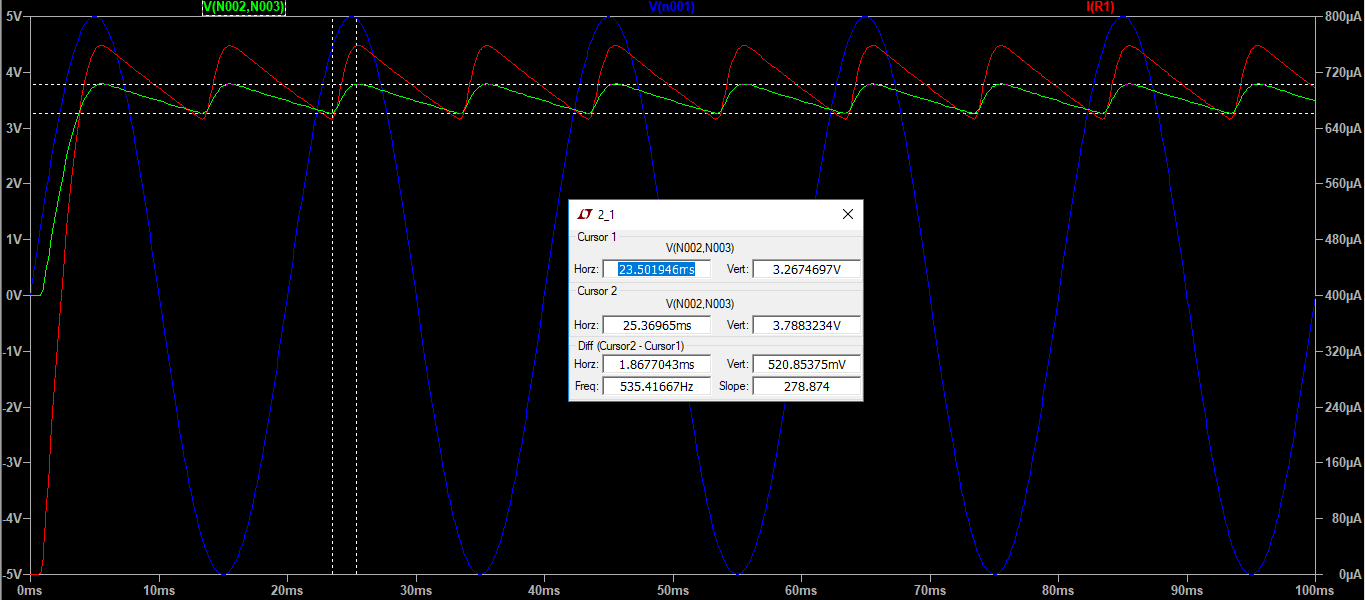 V(N002,N003) V(n001) I(R1)
5V 800µA
4V 720µA
3V 640µA
2V 560µA
1V 480µA
0V 400µA
-1V 320µA
-2V 240µA
-3V 160µA
-4V 80µA
-5V 0µA
0ms 10ms 20ms 30ms 40ms 50ms 60ms 70ms 80ms 90ms 100ms
2_1
Cursor 1
V(N002,N003)
Horz: 23.501946ms Vert: 3.2674697V
Cursor 2
V(N002,N003)
Horz: 25.36965ms Vert: 3.7883234V
Diff (Cursor2 - Cursor1)
Horz: 1.8677043ms Vert: 520.85375mV
Freq: 535.41667Hz Slope: 278.874